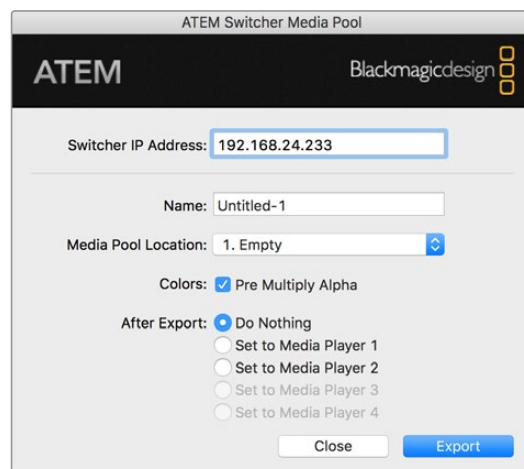 ATEM Switcher Media Pool
ATEM Blackmagicdesign
Switcher IP Address: 192.168.24.233
Name: Untitled-1
Media Pool Location: 1. Empty
Colors: Pre Multiply Alpha
After Export: Do Nothing
Set to Media Player 1
Set to Media Player 2
Set to Media Player 3
Set to Media Player 4
Close Export